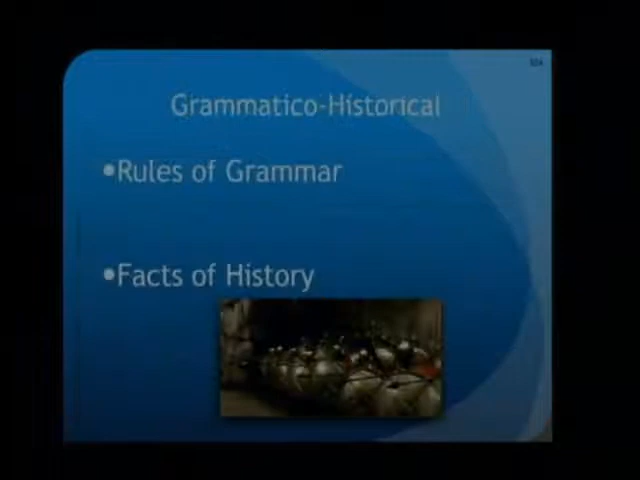 Grammatico-Historical
•Rules of Grammar
•Facts of History